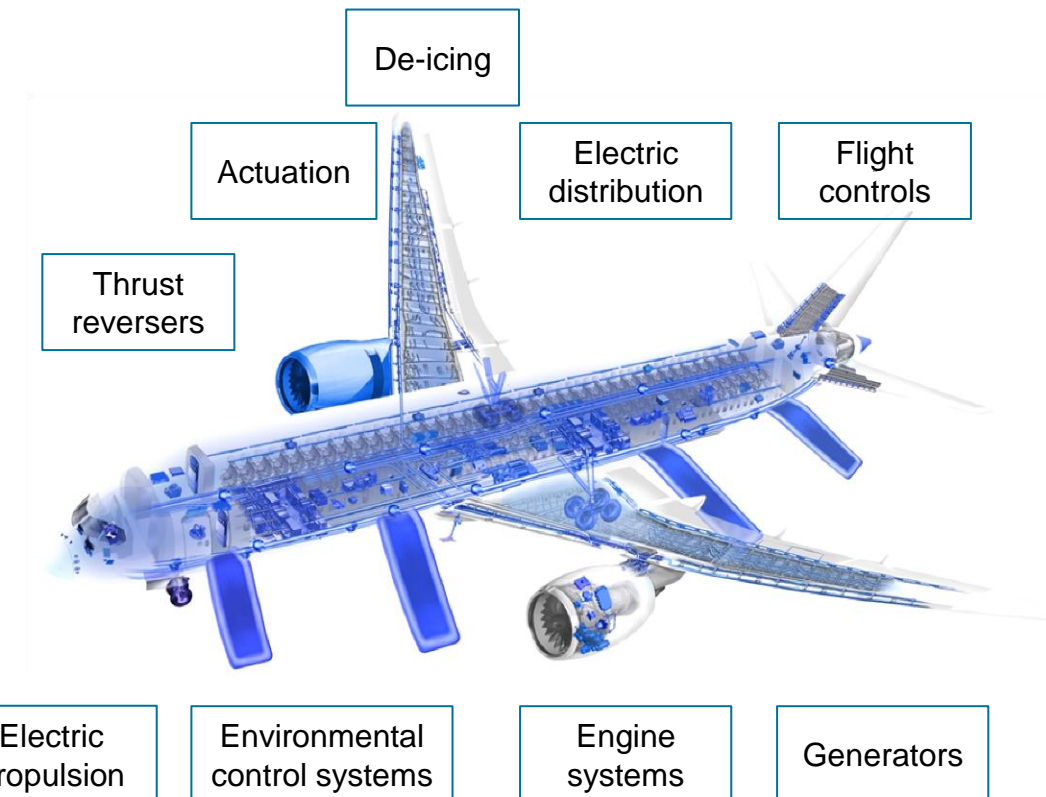 De-icing
Actuation
Electric
distribution
Flight
controls
Thrust
reversers
Electric
ropulsion
Environmental
control systems
Engine
systems
Generators